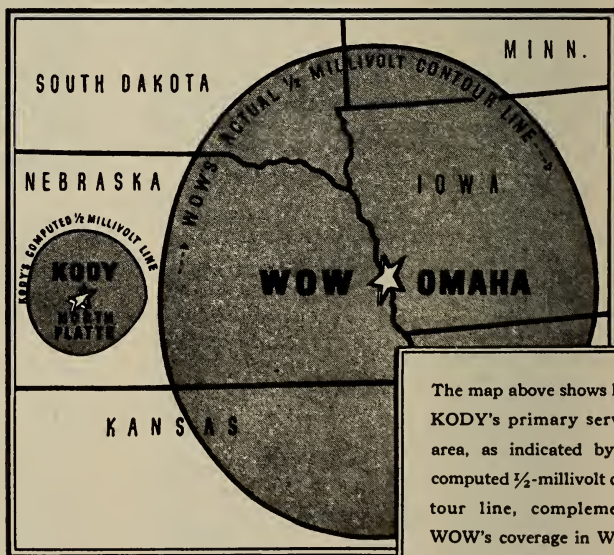 MINN.
SOUTH DAKOTA
WOW'S ACTUAL ½ MILLIVOLT CONTOUR LINE
NEBRASKA
IOWA
KODY'S COMPUTED ½ MILLIVOLT LINE
KODY
NORTH
PLATTE
WOW OMAHA
KANSAS
The map above shows
KODY's primary
area, as indicated by
computed ½-millivolt
tour line,
WOW's coverage in